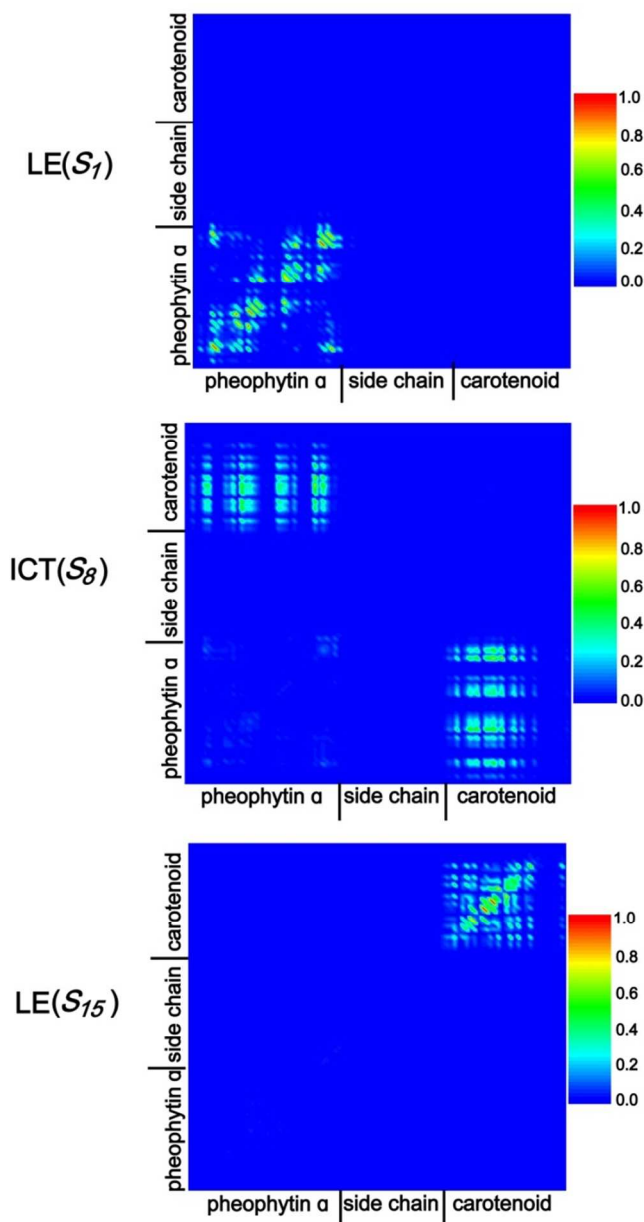 carotenoid
side chain
pheophytin α
LE(S1)
1.0
0.8
0.6
0.4
0.2
0.0
pheophytin α side chain carotenoid
carotenoid
side chain
pheophytin α
ICT(S8)
1.0
0.8
0.6
0.4
0.2
0.0
pheophytin α side chain carotenoid
carotenoid
side chain
pheophytin α
LE(S15)
1.0
0.8
0.6
0.4
0.2
0.0
pheophytin α side chain carotenoid